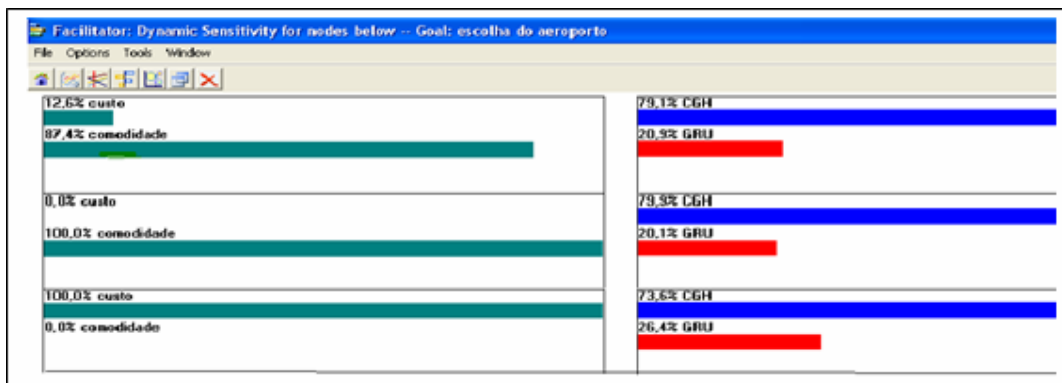 Facilitator: Dynamic Sensitivity for nodes below -- Goal: escolha do aeroporto
File Options Tools Window
12,6% custo
79,1% CGH
87,4% comodidade
20,9% GRU
0,0% custo
79,9% CGH
100,0% comodidade
20,1% GRU
100,0% custo
73,6% CGH
0,0% comodidade
26,4% GRU